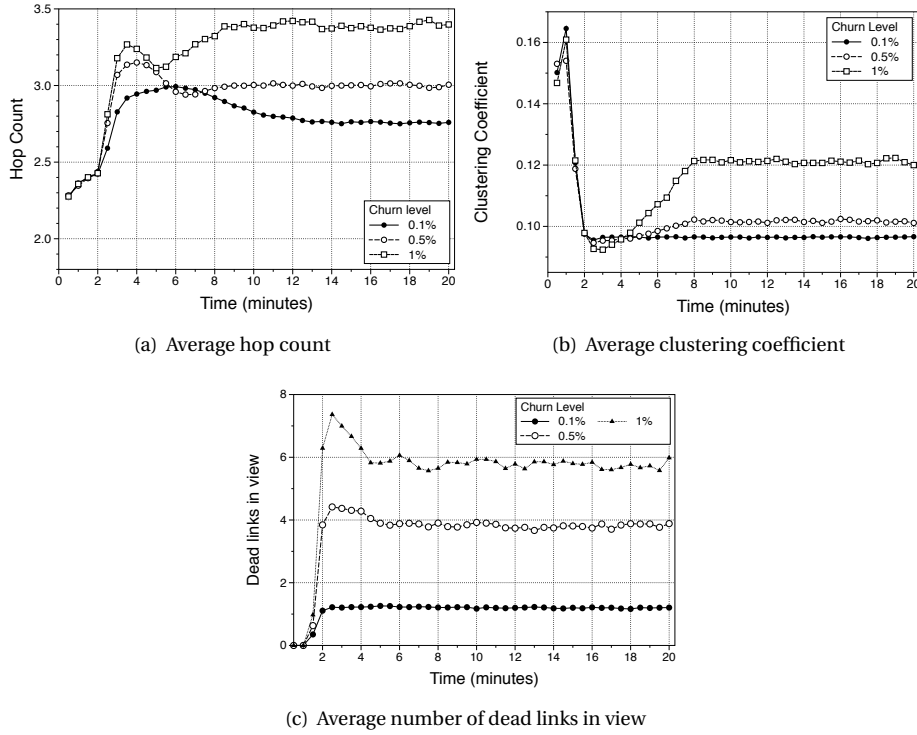 3.5
3.0
2.5
2.0
Hop Count
0 2 4 6 8 10 12 14 16 18 20
Time (minutes)
Churn level
0.1%
0.5%
1%
(a) Average hop count
0.16
0.14
0.12
0.10
Clustering Coefficient
0 2 4 6 8 10 12 14 16 18 20
Time (minutes)
Churn Level
0.1%
0.5%
1%
(b) Average clustering coefficient
8
6
4
2
0
Dead links in view
2 4 6 8 10 12 14 16 18 20
Time (minutes)
Churn Level
0.1% 1%
0.5%
(c) Average number of dead links in view